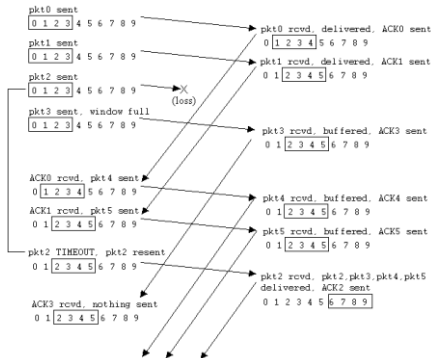 pkt0 sent
0 1 2 3 4 5 6 7 8 9
pkt1 sent
0 1 2 3 4 5 6 7 8 9
pkt2 sent
0 1 2 3 4 5 6 7 8 9
(loss)
pkt3 sent, window full
0 1 2 3 4 5 6 7 8 9
ACK0 rcvd, pkt4 sent
0 1 2 3 4 5 6 7 8 9
ACK1 rcvd, pkt5 sent
0 1 2 3 4 5 6 7 8 9
pkt2 TIMEOUT, pkt2 resent
0 1 2 3 4 5 6 7 8 9
ACK3 rcvd, nothing sent
0 1 2 3 4 5 6 7 8 9
pkt0 rcvd, delivered, ACK0 sent
0 1 2 3 4 5 6 7 8 9
pkt1 rcvd, delivered, ACK1 sent
0 1 2 3 4 5 6 7 8 9
pkt3 rcvd, buffered, ACK3 sent
0 1 2 3 4 5 6 7 8 9
pkt4 rcvd, buffered, ACK4 sent
0 1 2 3 4 5 6 7 8 9
pkt5 rcvd, buffered, ACK5 sent
0 1 2 3 4 5 6 7 8 9
pkt2 rcvd, pkt2,pkt3,pkt4,pkt5
delivered, ACK2 sent
0 1 2 3 4 5 6 7 8 9